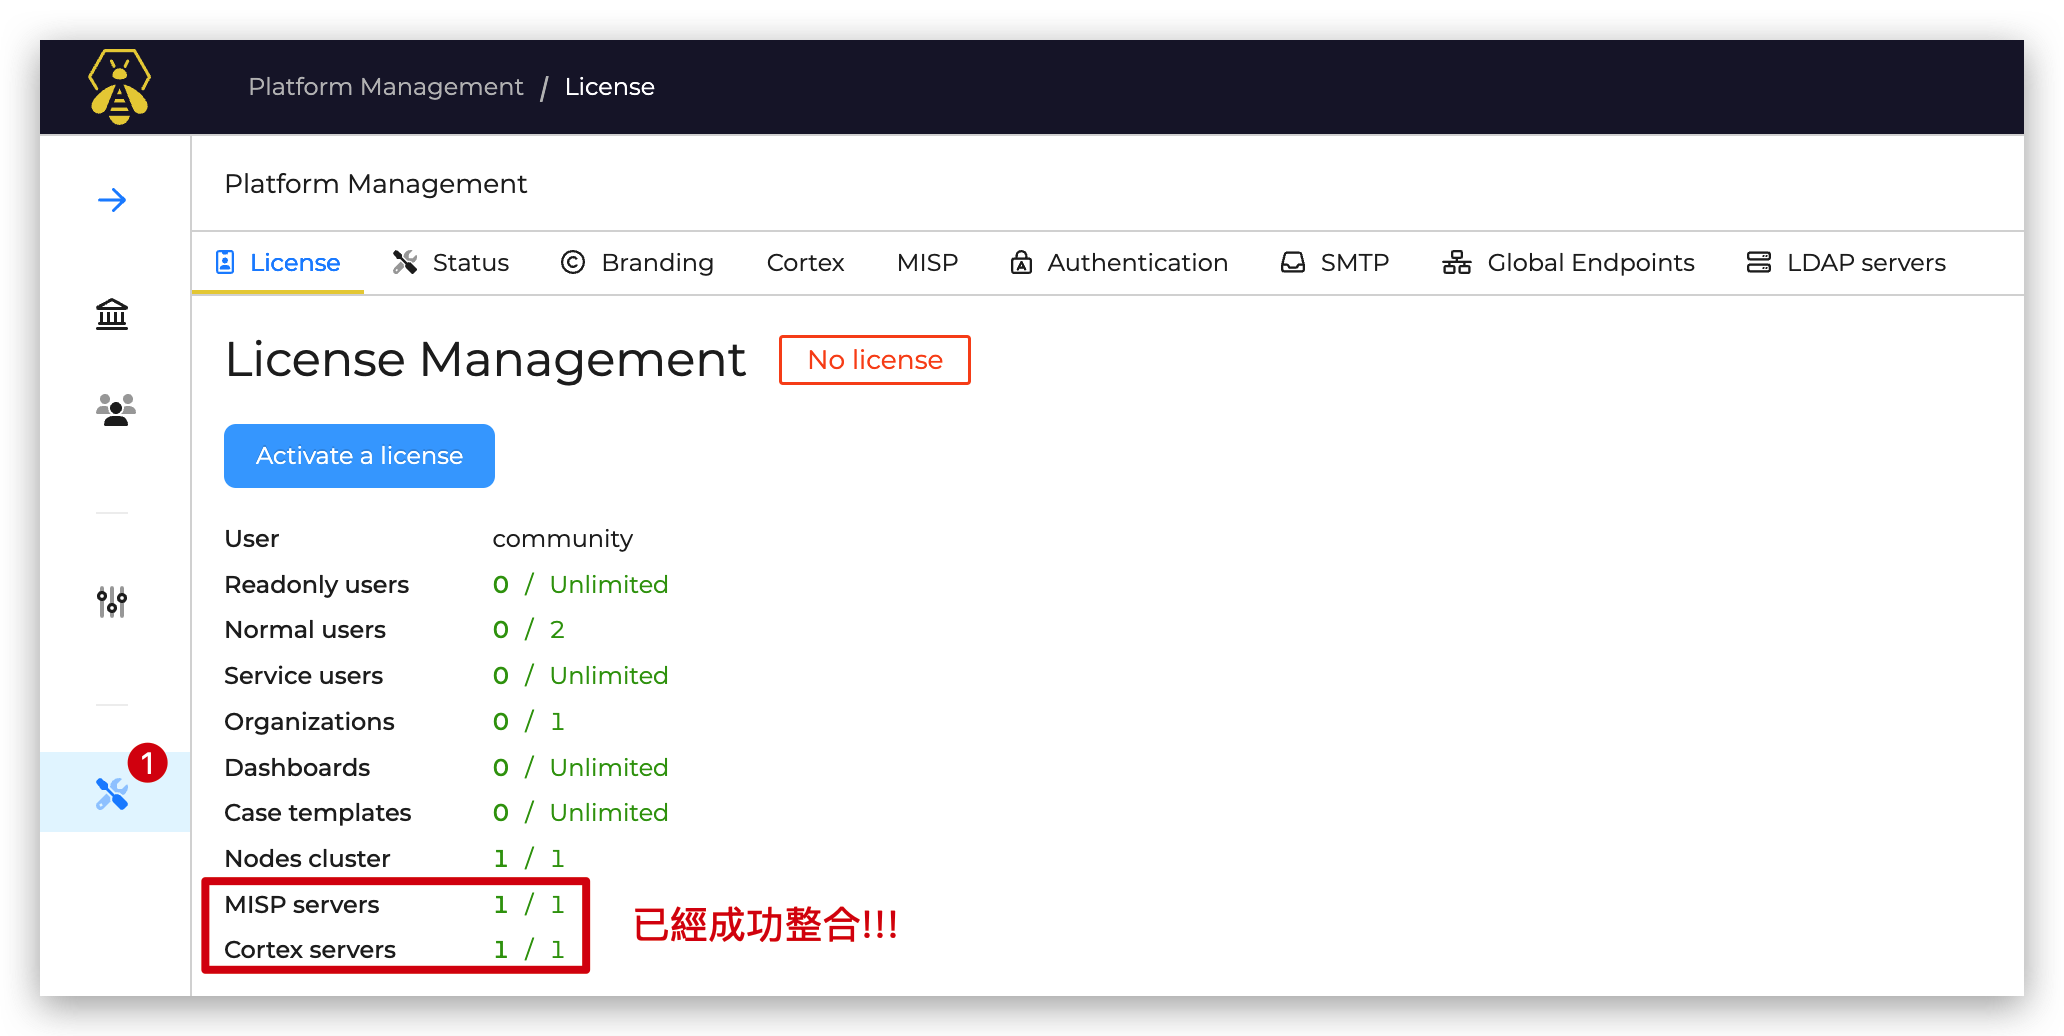 Platform Management / License
Platform Management
License Status Branding Cortex MISP Authentication SMTP Global Endpoints LDAP servers
License Management No license
Activate a license
User community
Readonly users 0 / Unlimited
Normal users 0 / 2
Service users 0 / Unlimited
Organizations 0 / 1
1
Dashboards 0 / Unlimited
Case templates 0 / Unlimited
Nodes cluster 1 / 1
MISP servers 1 / 1
已經成功整合!!!
Cortex servers 1 / 1